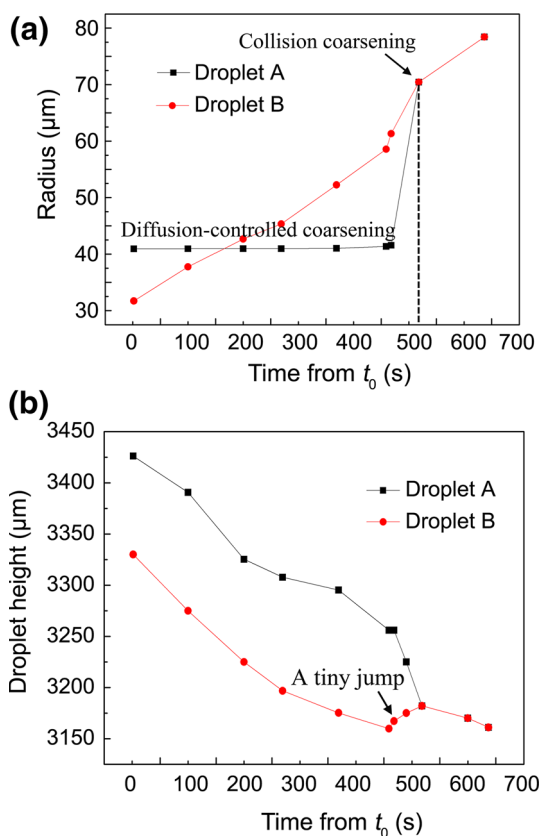 (a)
80
70
60
50
40
30
Radius (μm)
Collision coarsening
Droplet A
Droplet B
Diffusion-controlled coarsening
0 100 200 300 400 500 600 700
Time from t0 (s)
(b)
3450
3400
3350
3300
3250
3200
3150
Droplet height (μm)
Droplet A
Droplet B
A tiny jump
0 100 200 300 400 500 600 700
Time from t0 (s)